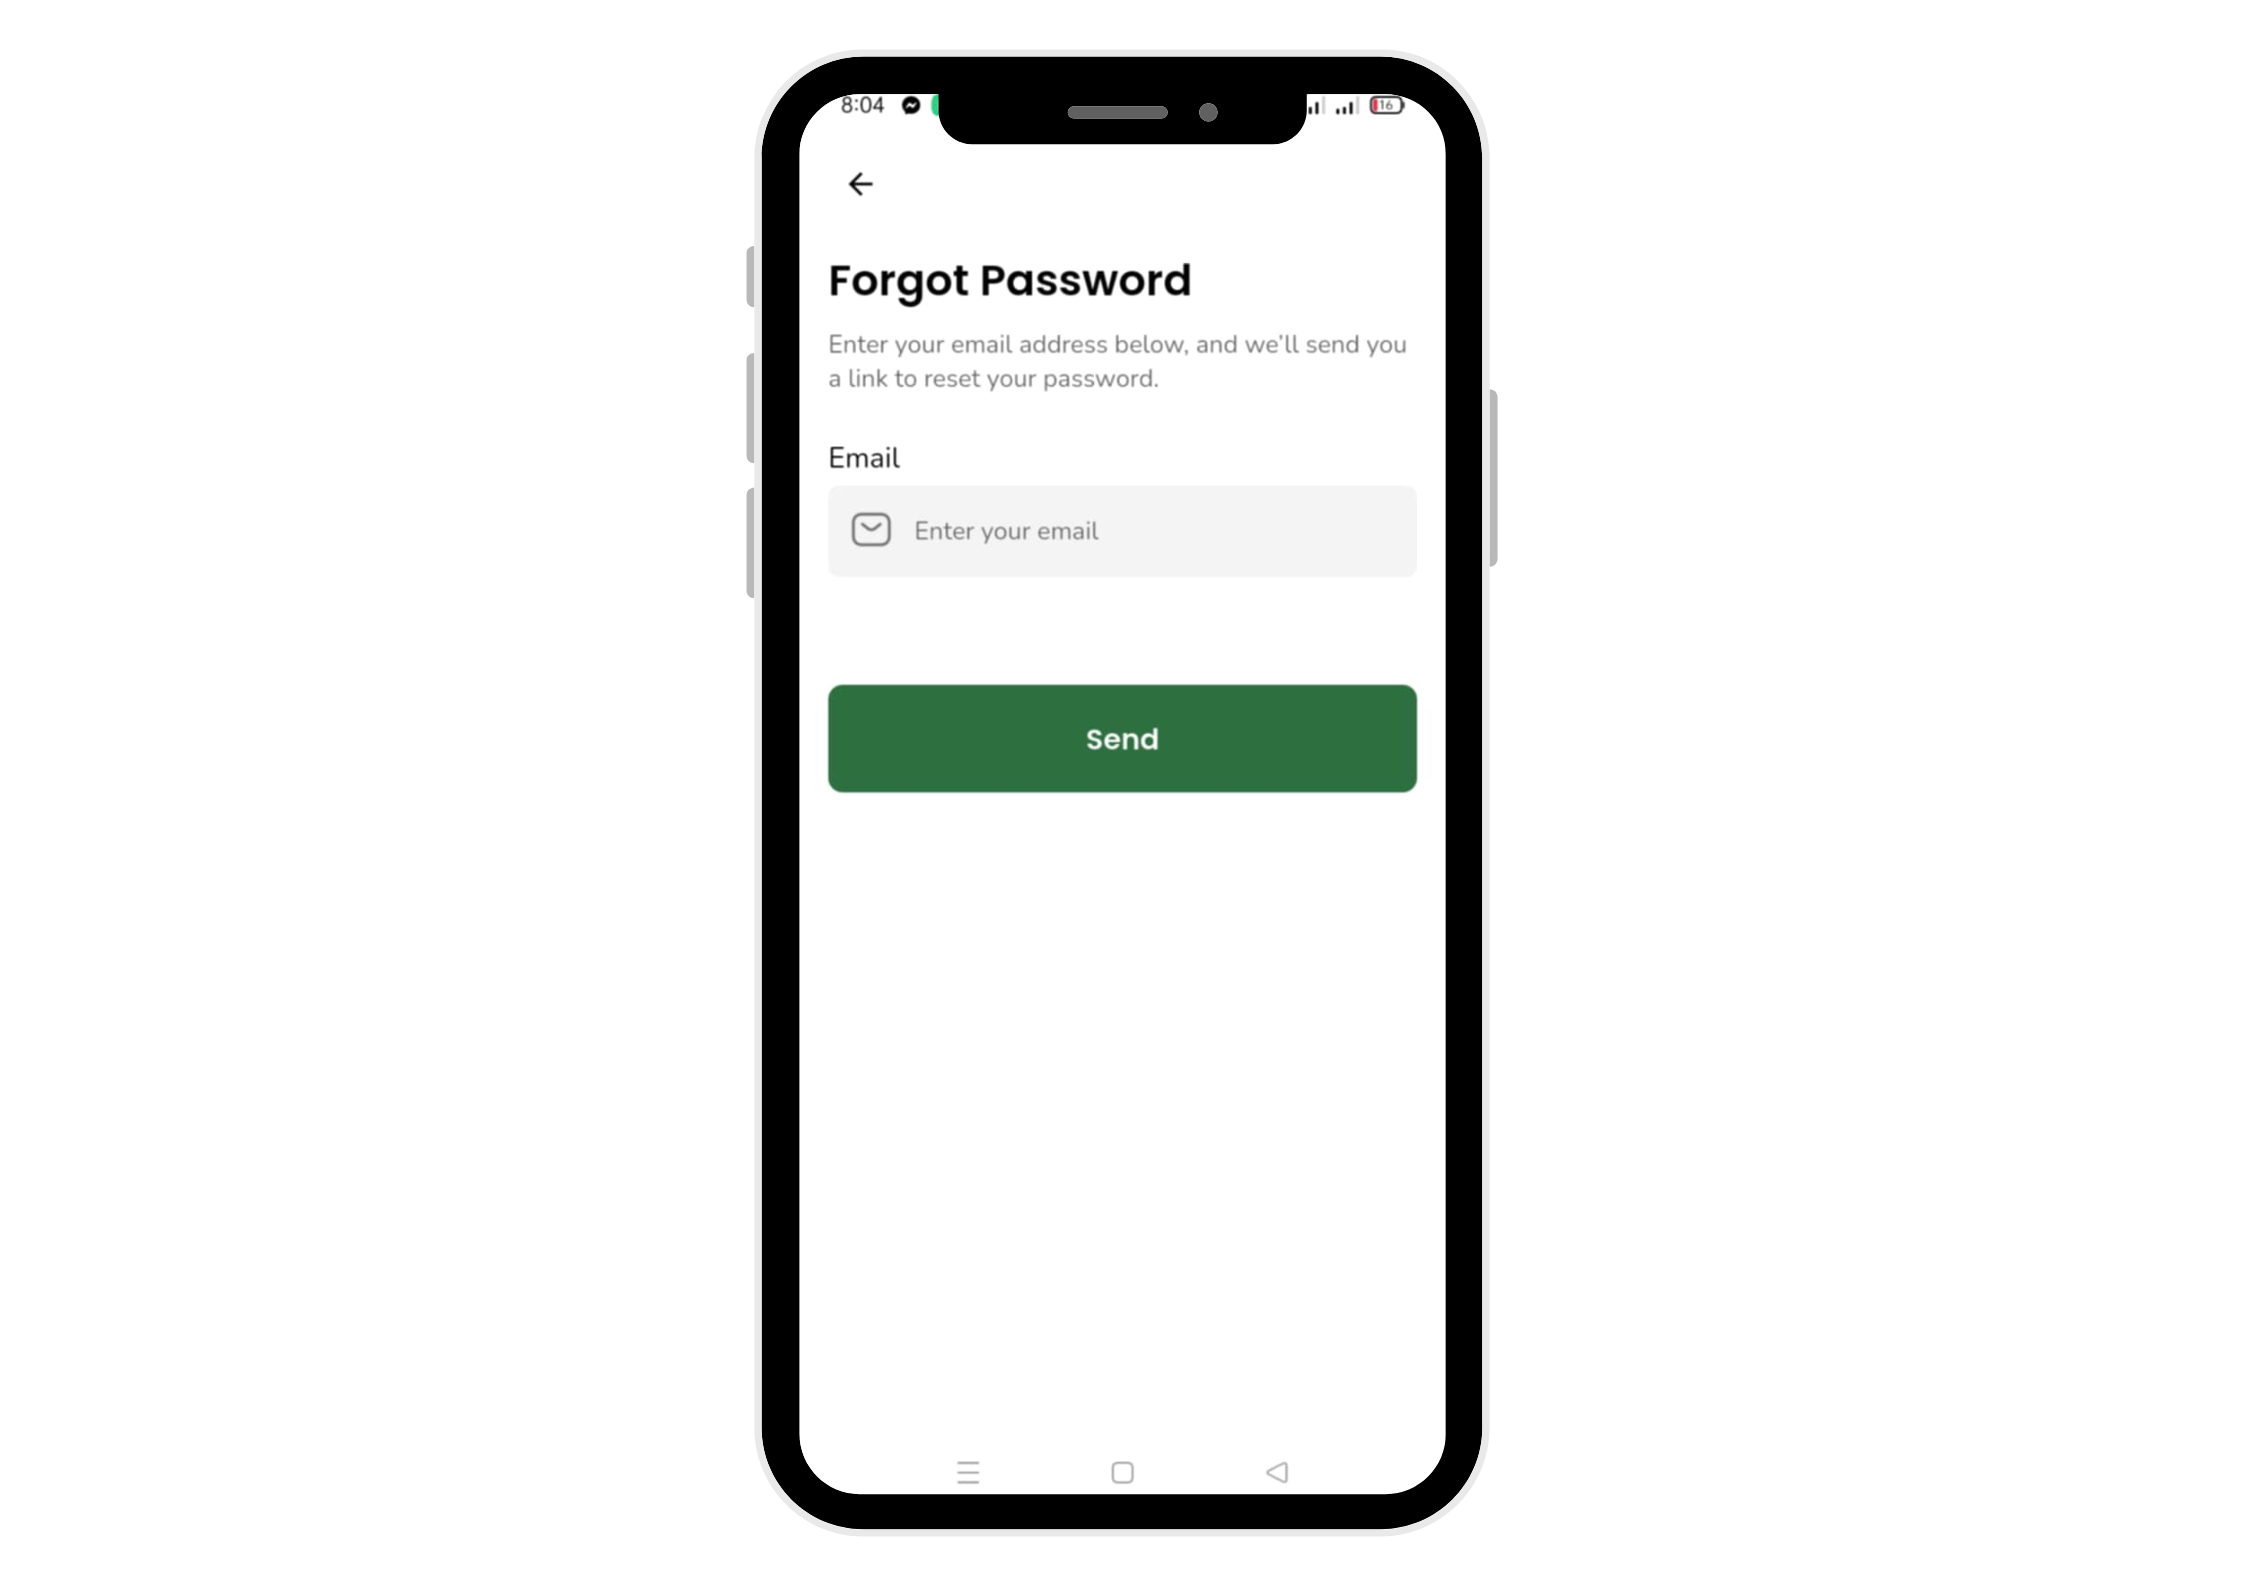 8:04
16
Forgot Password
Enter your email address below, and we'll send you
a link to reset your password.
Email
Enter your email
Send